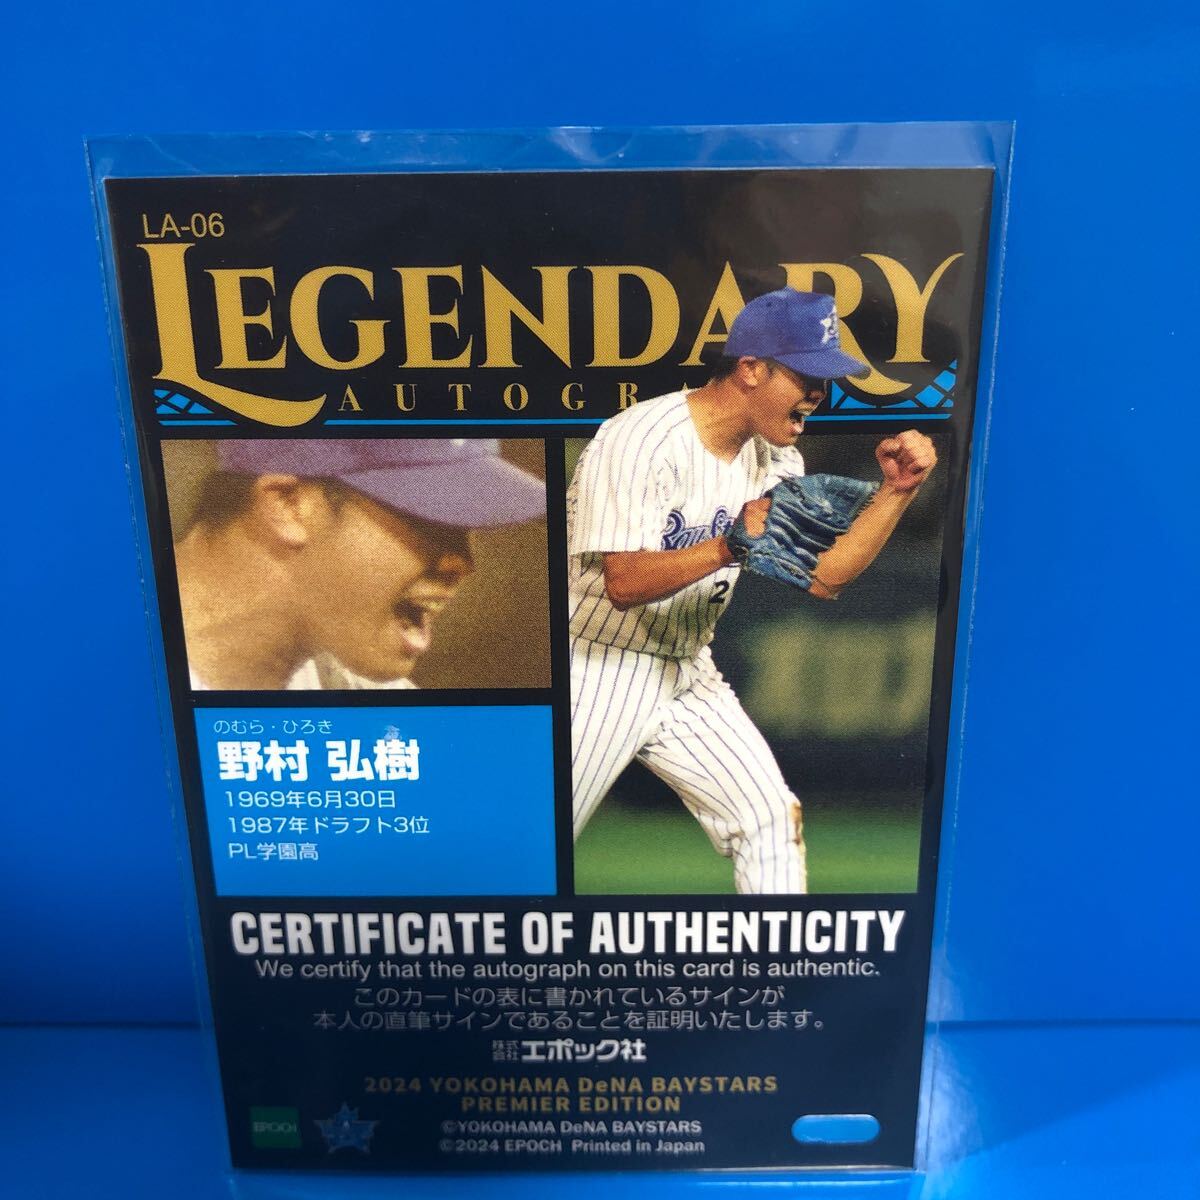 LA-06
LEGENDARY
AUTOGRA
BaySta
2
のむら・ひろき
野村 弘樹
1969年6月30日
1987年ドラフト3位
PL学園高
CERTIFICATE OF AUTHENTICITY
We certify that the autograph on this card is authentic.
このカードの表に書かれているサインが
本人の直筆サインであることを証明いたします。
株式会社エポック社
2024 YOKOHAMA DeNA BAYSTARS
PREMIER EDITION
EPOCH
©YOKOHAMA DeNA BAYSTARS
©2024 EPOCH Printed in Japan